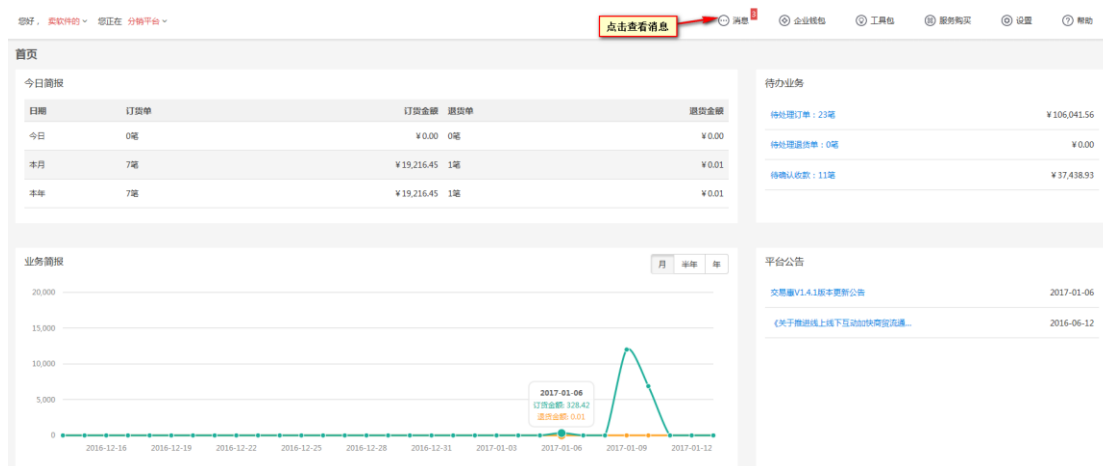 您好， 卖软件的 您正在 分销平台
点击查看消息
消息 3 企业钱包 工具包 服务购买 设置 帮助
首页
今日简报
日期 订货单 订货金额 退货单 退货金额
今日 0笔 ¥0.00 0笔 ¥0.00
本月 7笔 ¥19,216.45 1笔 ¥0.01
本年 7笔 ¥19,216.45 1笔 ¥0.01
待办业务
待处理订单：23笔 ¥106,041.56
待处理退货单：0笔 ¥0.00
待确认收款：11笔 ¥37,438.93
业务简报
月 半年 年
20,000
15,000
10,000
5,000
0
2017-01-06
订货金额: 328.42
退货金额: 0.01
2016-12-16 2016-12-19 2016-12-22 2016-12-25 2016-12-28 2016-12-31 2017-01-03 2017-01-06 2017-01-09 2017-01-12
平台公告
交易量V1.4.1版本更新公告 2017-01-06
《关于推进线上线下互动加快商贸流通... 2016-06-12